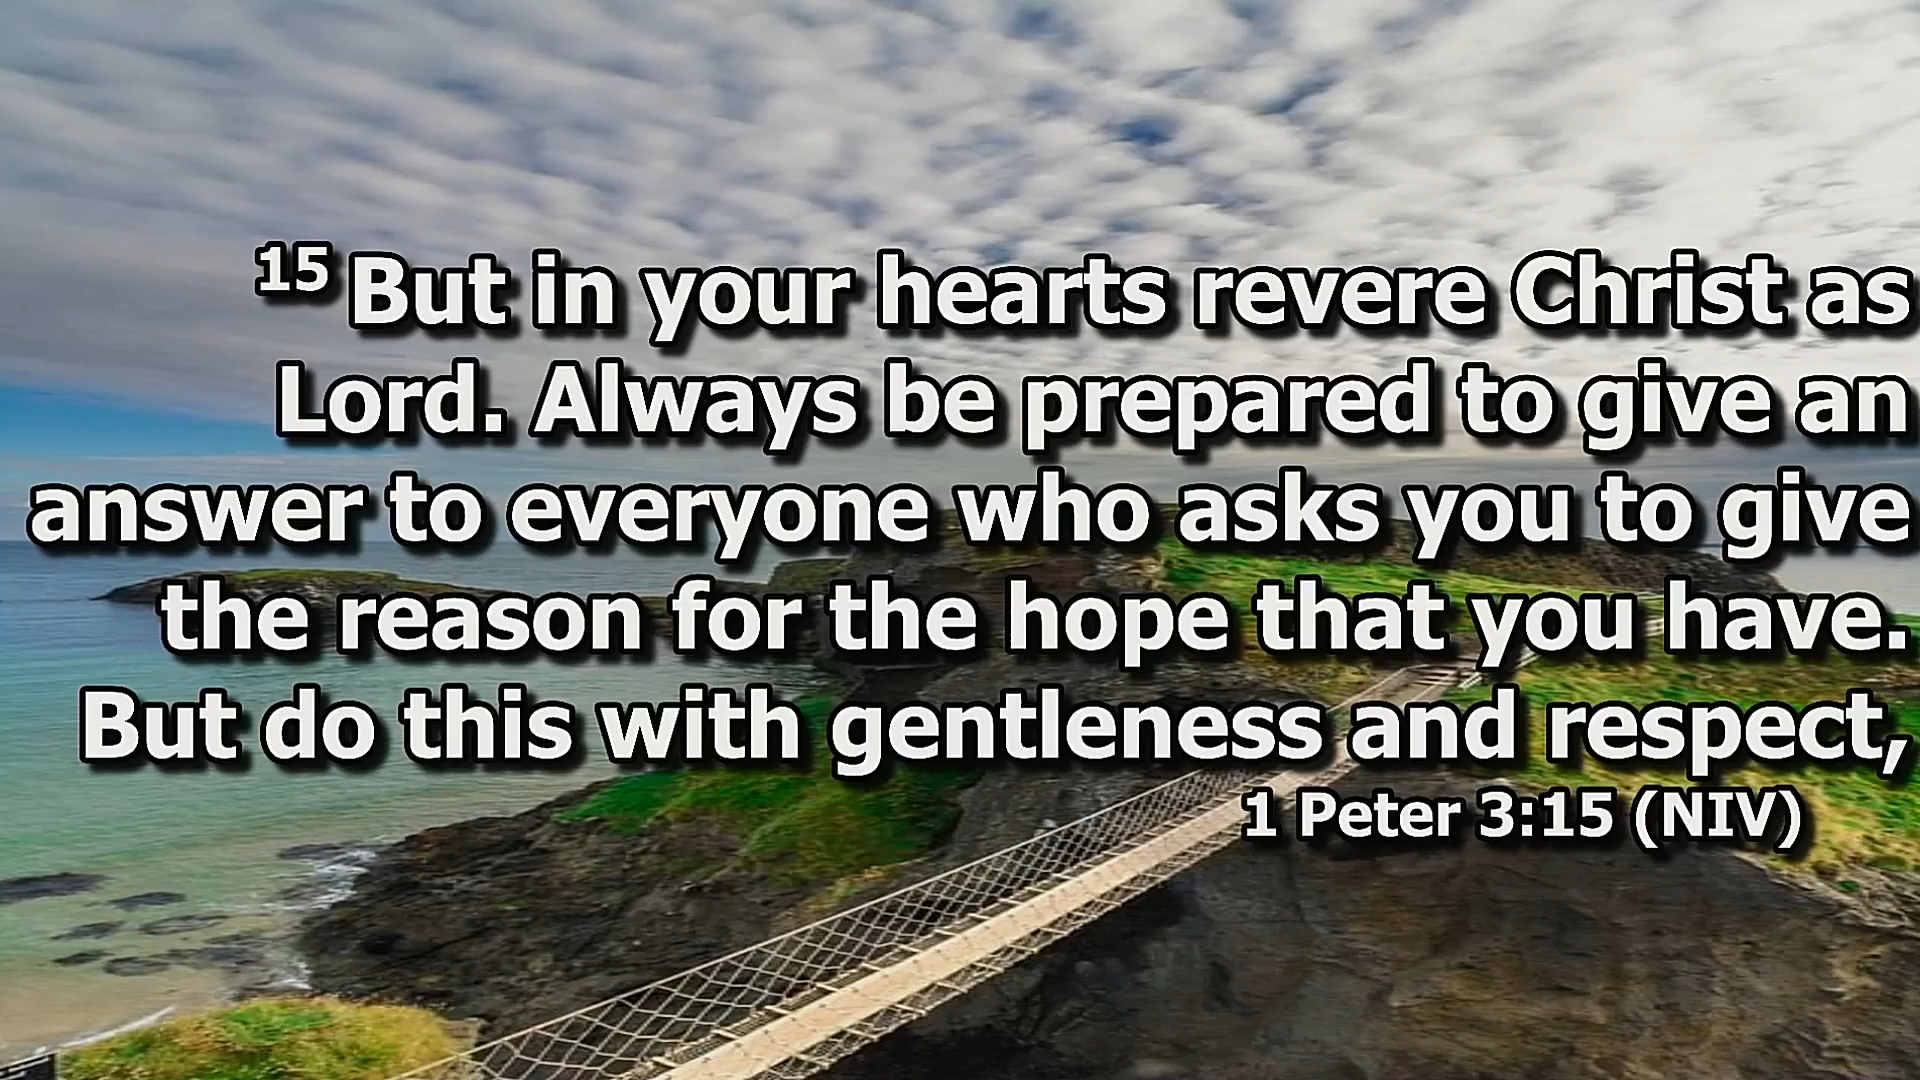 15 But in your hearts revere Christ as
Lord. Always be prepared to give an
answer to everyone who asks you to give
the reason for the hope that you have.
But do this with gentleness and respect,
1 Peter 3:15 (NIV)